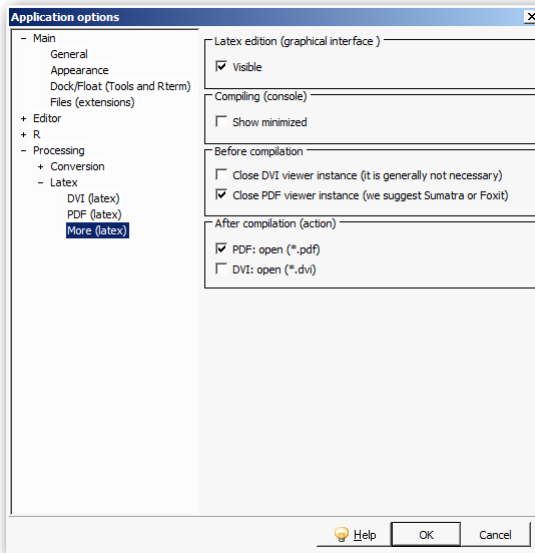 Application options
Main
General
Appearance
Dock/Float (Tools and Rterm)
Files (extensions)
Editor
R
Processing
Conversion
Latex
DVI (latex)
PDF (latex)
More (latex)
Latex edition (graphical interface )
Visible
Compiling (console)
Show minimized
Before compilation
Close DVI viewer instance (it is generally not necessary)
Close PDF viewer instance (we suggest Sumatra or Foxit)
After compilation (action)
PDF: open (*.pdf)
DVI: open (*.dvi)
Help
OK
Cancel